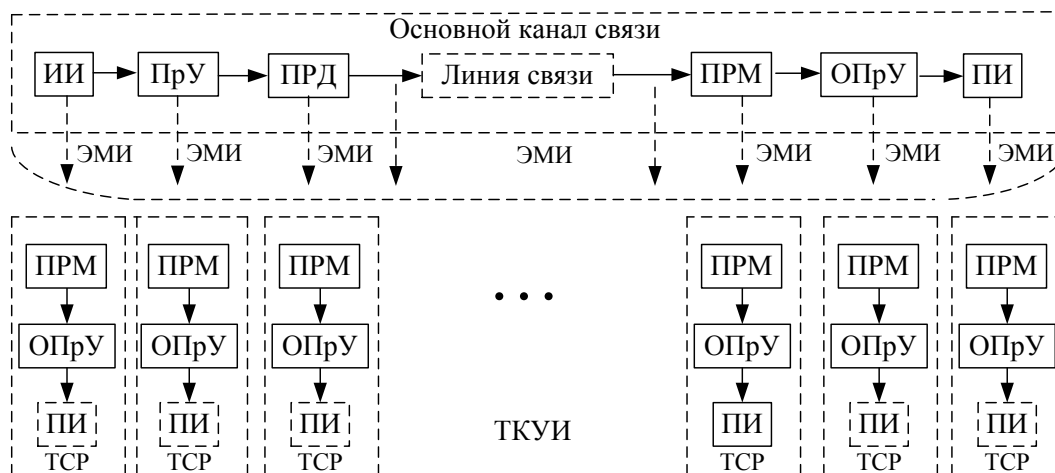 Основной канал связи
ИИ ПрУ ПРД Линия связи ПРМ ОПрУ ПИ
ЭМИ ЭМИ ЭМИ ЭМИ ЭМИ ЭМИ ЭМИ
ПРМ ПРМ ПРМ ПРМ ПРМ ПРМ
• • •
ОПрУ ОПрУ ОПрУ ОПрУ ОПрУ ОПрУ
ПИ ПИ ПИ ТКУИ ПИ ПИ ПИ
ТСР ТСР ТСР ТСР ТСР ТСР